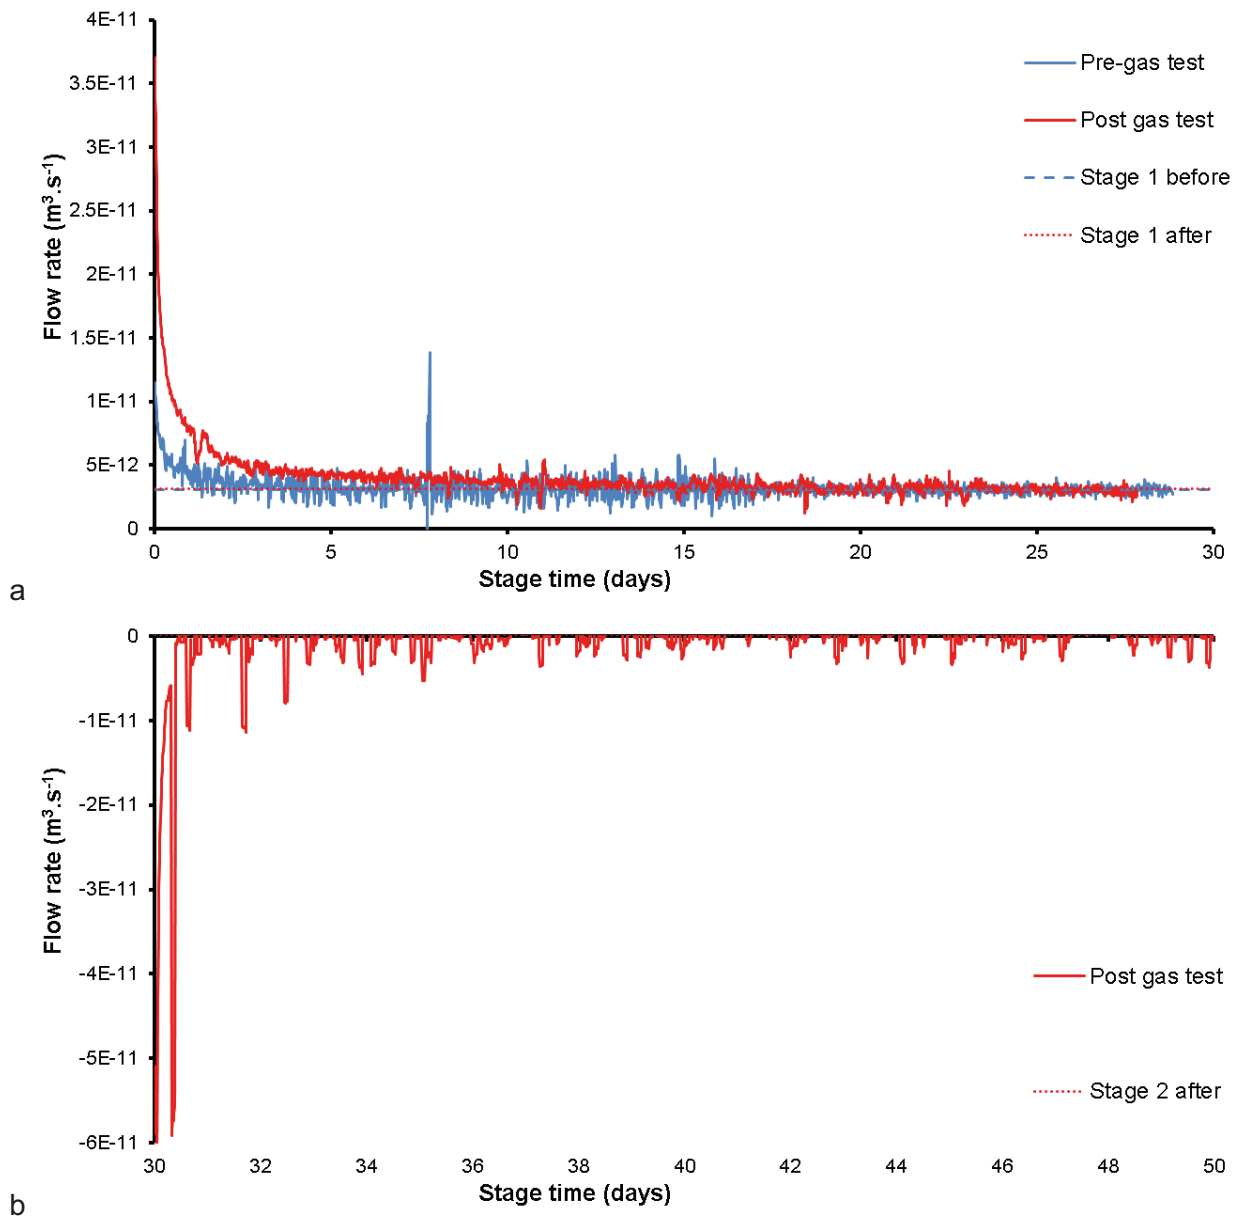 4E-11
3.5E-11
3E-11
2.5E-11
2E-11
1.5E-11
1E-11
5E-12
0
Flow rate (m³.s⁻¹)
Pre-gas test
Post gas test
Stage 1 before
Stage 1 after
0 5 10 15 20 25 30
Stage time (days)
a
0
-1E-11
-2E-11
-3E-11
-4E-11
-5E-11
-6E-11
Flow rate (m³.s⁻¹)
Post gas test
Stage 2 after
30 32 34 36 38 40 42 44 46 48 50
Stage time (days)
b